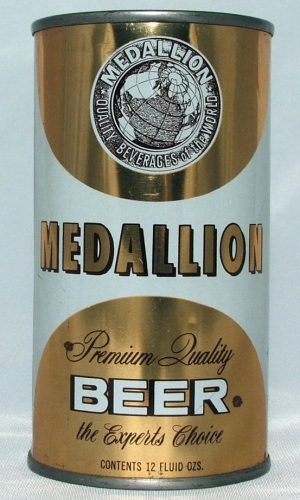 MEDALLION
QUALITY BEVERAGES of the WORLD
MEDALLION
Premium Quality
BEER
the Experts Choice
CONTENTS 12 FLUID OZS.